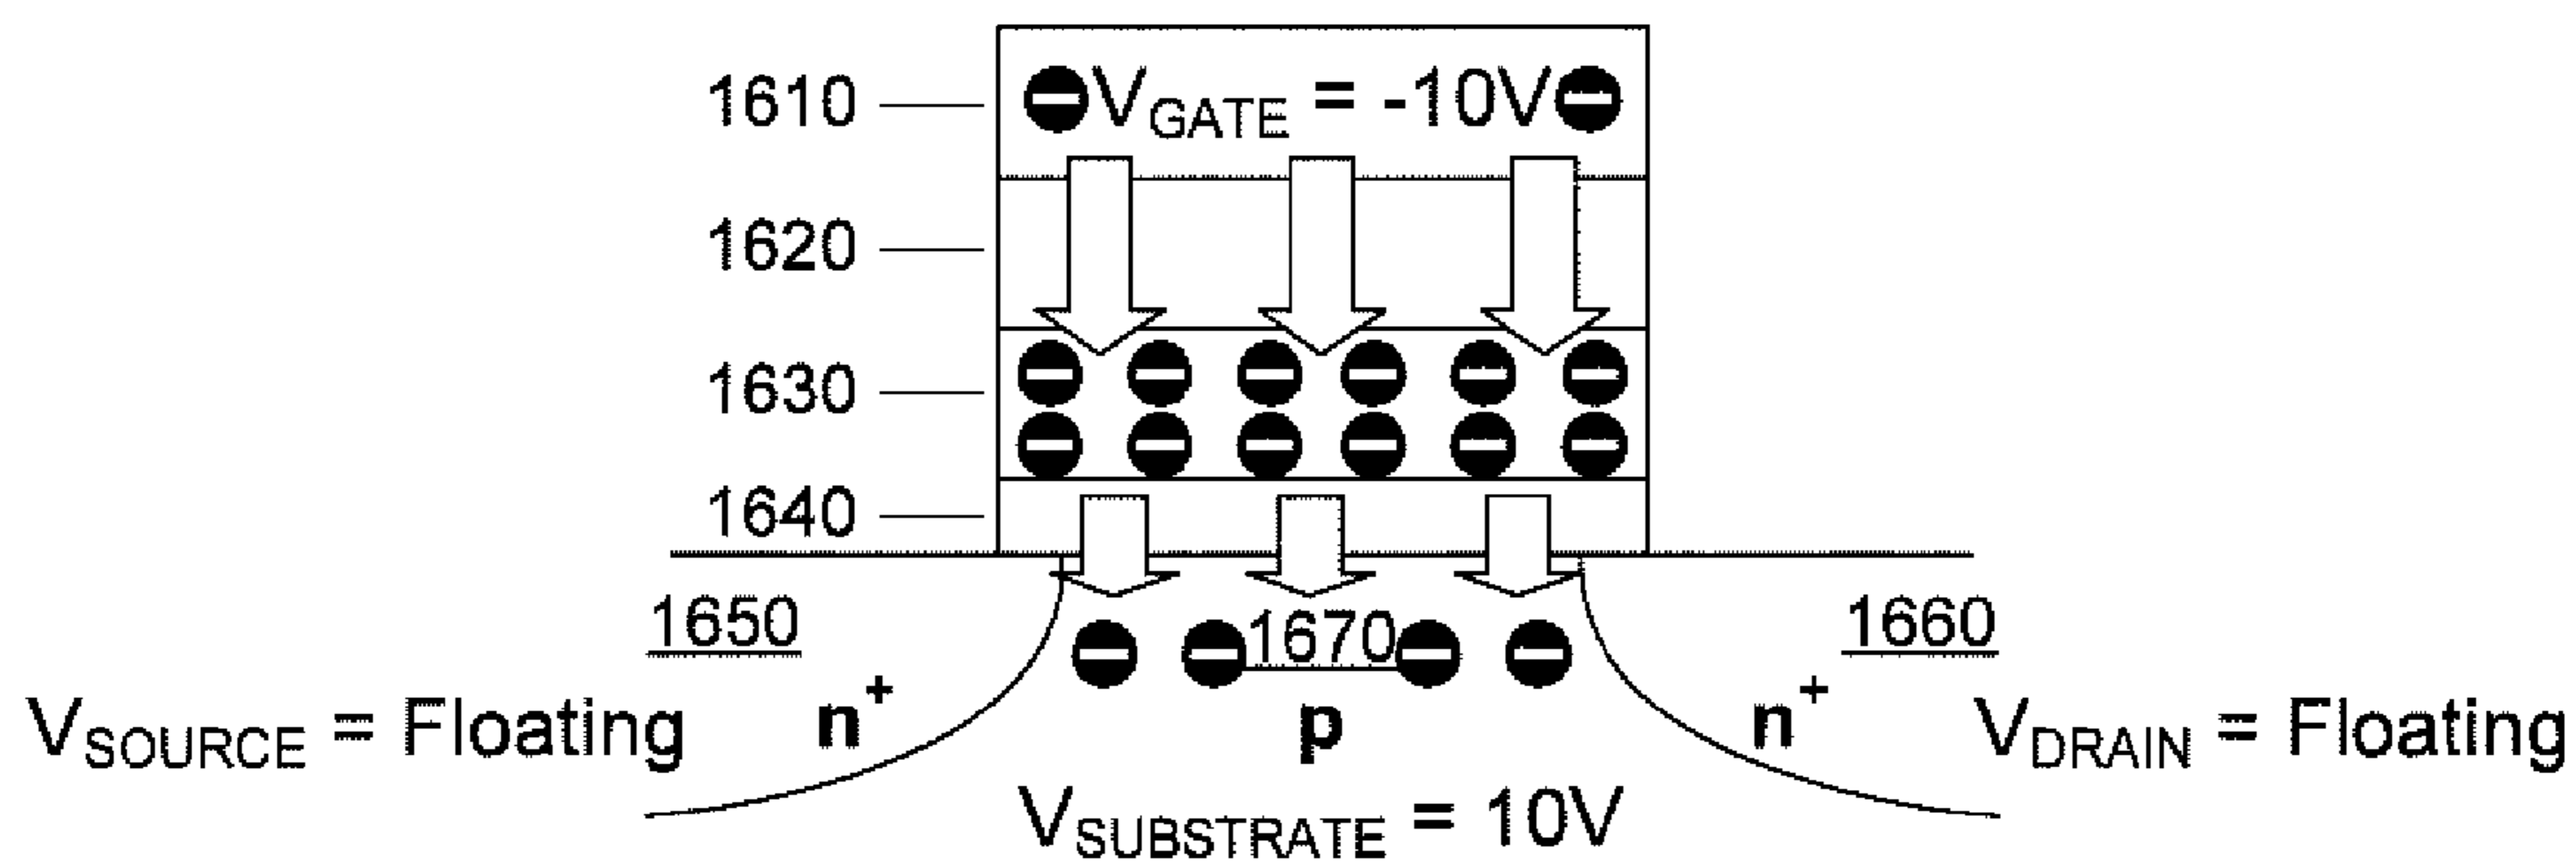 1610
V_GATE = -10V
1620
1630
1640
1650
1670
1660
V_SOURCE = Floating
n+
p
n+
V_DRAIN = Floating
V_SUBSTRATE = 10V